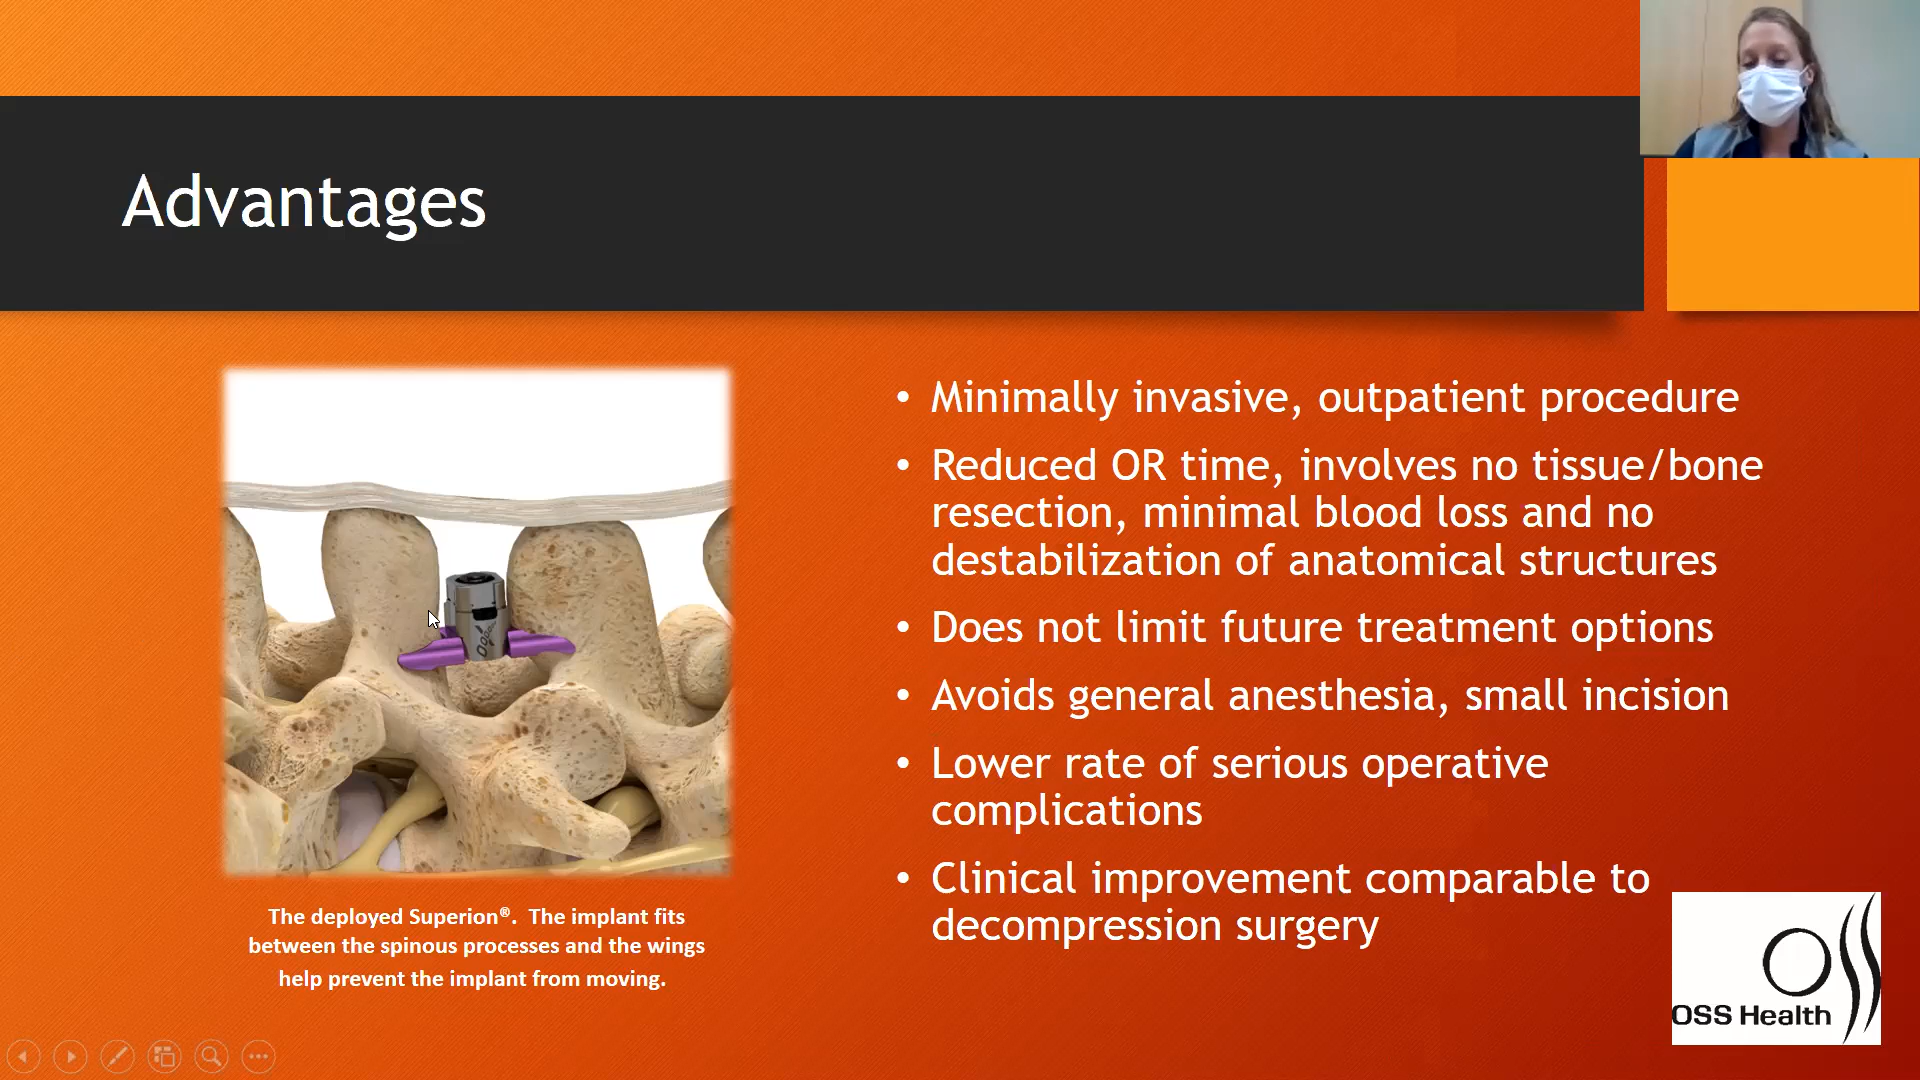 Advantages
• Minimally invasive, outpatient procedure
• Reduced OR time, involves no tissue/bone
resection, minimal blood loss and no
destabilization of anatomical structures
• Does not limit future treatment options
• Avoids general anesthesia, small incision
• Lower rate of serious operative
complications
• Clinical improvement comparable to
decompression surgery
The deployed Superion®. The implant fits
between the spinous processes and the wings
help prevent the implant from moving.
OSS Health